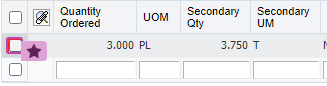 Quantity Ordered UOM Secondary Qty Secondary UM
3.000 PL 3.750 T